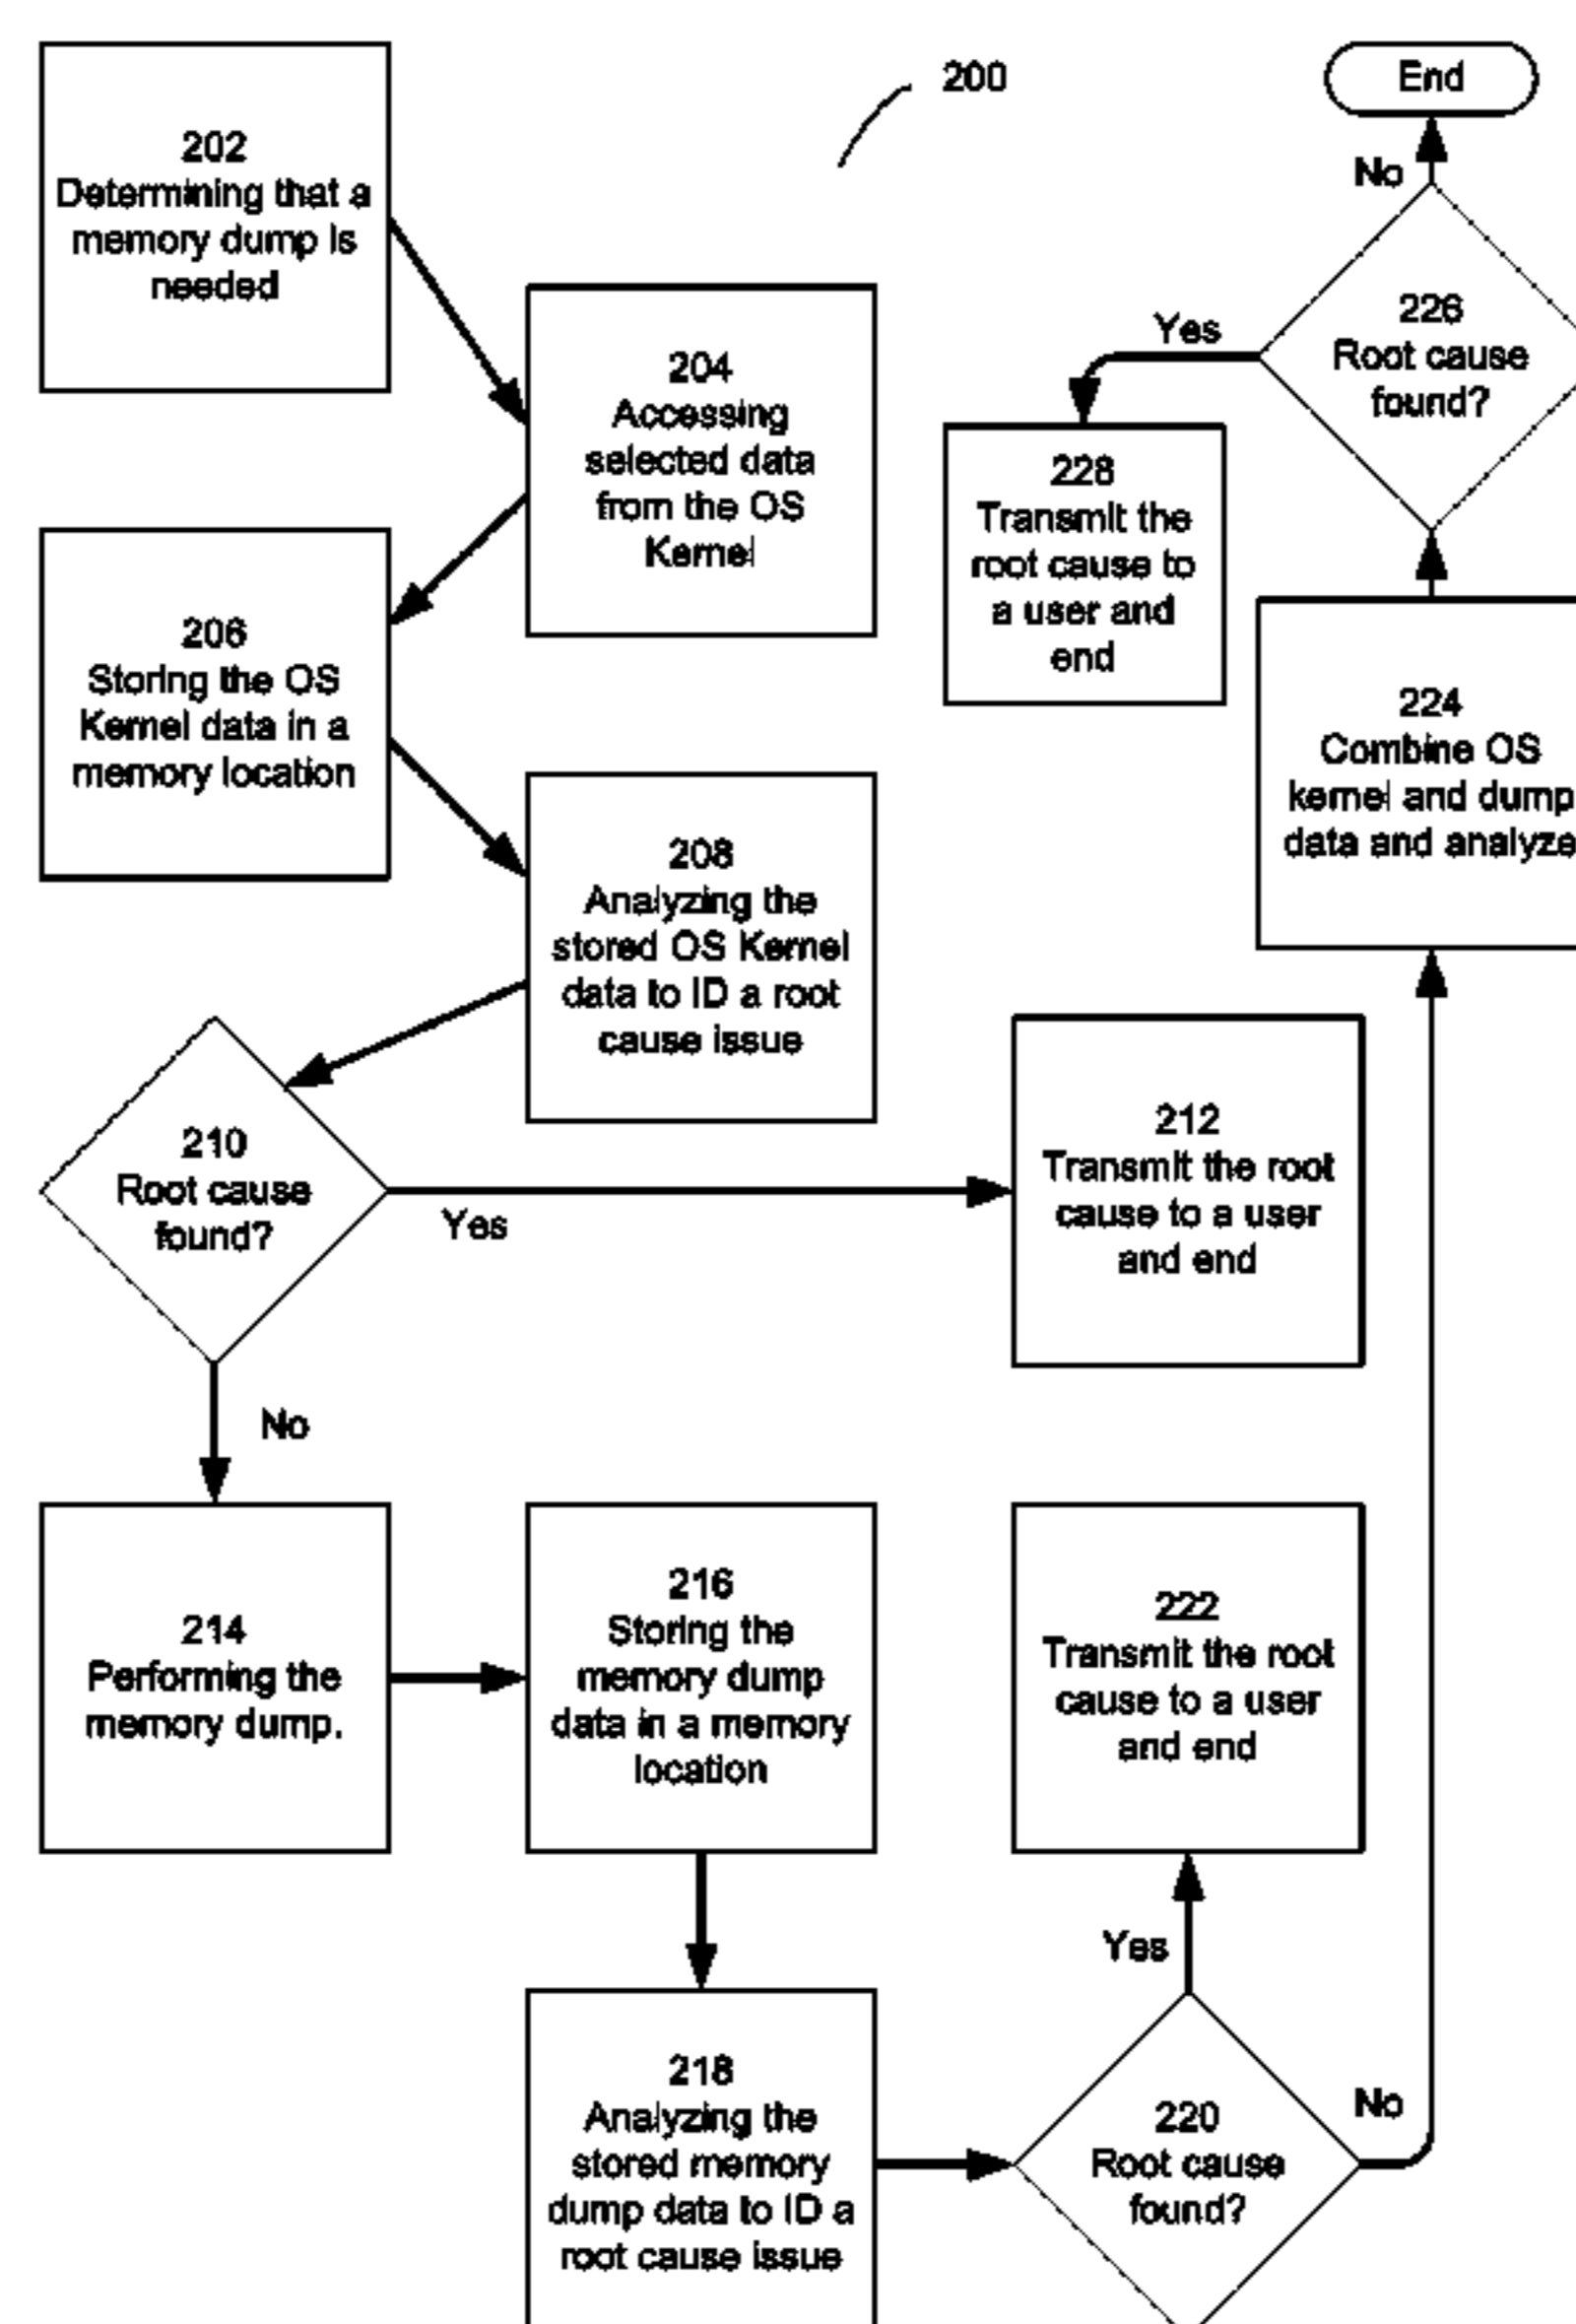 202
Determining that a
memory dump is
needed
200
End
No
226
Root cause
found?
Yes
204
Accessing
selected data
from the OS
Kernel
228
Transmit the
root cause to
a user and
end
206
Storing the OS
Kernel data in a
memory location
224
Combine OS
kernel and dump
data and analyze
208
Analyzing the
stored OS Kernel
data to ID a root
cause issue
210
Root cause
found?
Yes
212
Transmit the root
cause to a user
and end
No
214
Performing the
memory dump.
216
Storing the
memory dump
data in a memory
location
222
Transmit the root
cause to a user
and end
Yes
218
Analyzing the
stored memory
dump data to ID a
root cause issue
220
Root cause
found?
No